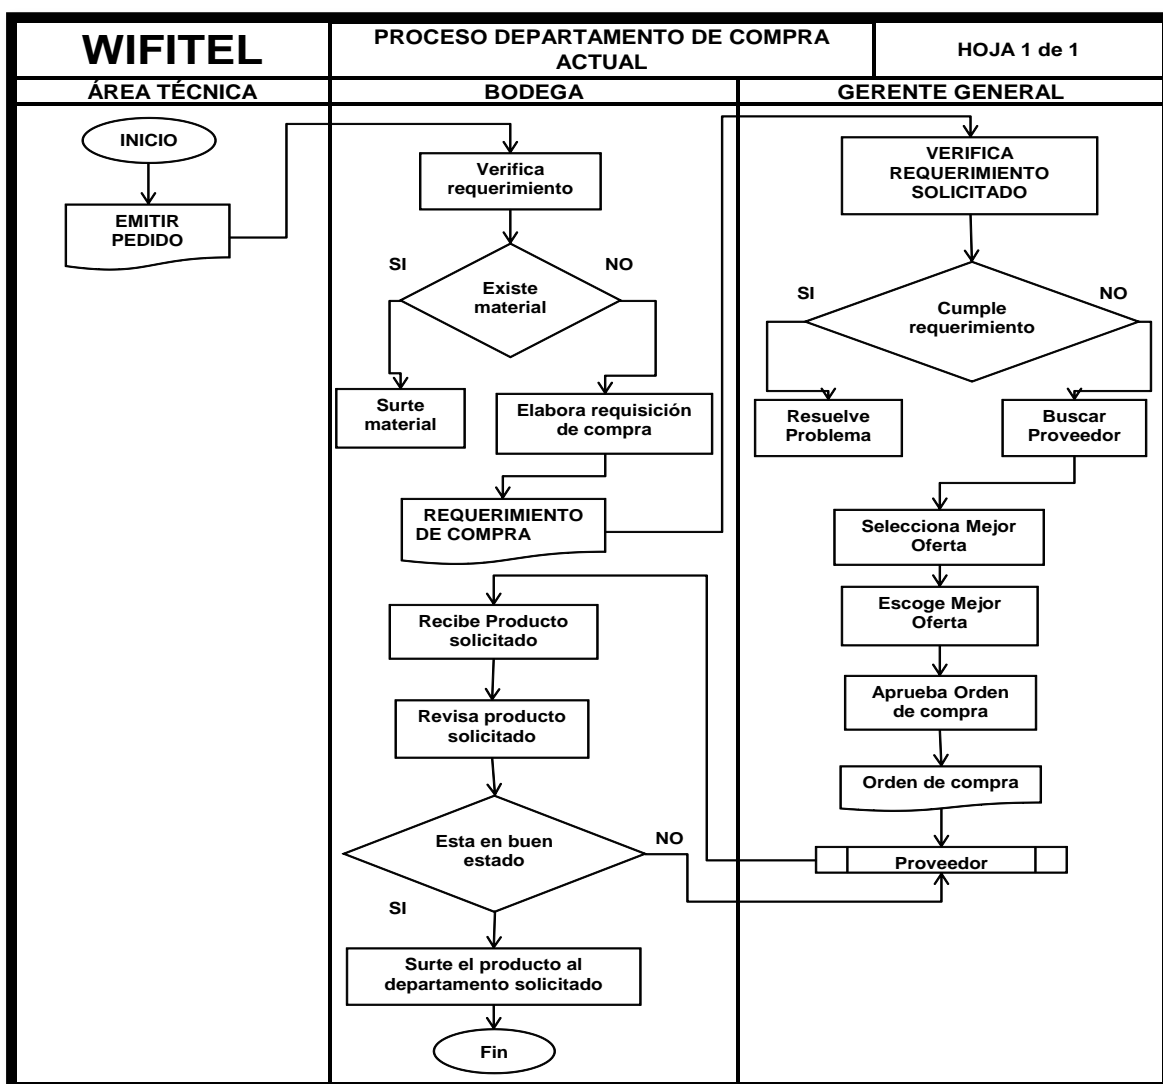 WIFITEL
PROCESO DEPARTAMENTO DE COMPRA
ACTUAL
HOJA 1 de 1
ÁREA TÉCNICA
BODEGA
GERENTE GENERAL
INICIO
EMITIR
PEDIDO
Verifica
requerimiento
SI
NO
Existe
material
Surte
material
Elabora requisición
de compra
REQUERIMIENTO
DE COMPRA
Recibe Producto
solicitado
Revisa producto
solicitado
Esta en buen
estado
NO
SI
Surte el producto al
departamento solicitado
Fin
VERIFICA
REQUERIMIENTO
SOLICITADO
SI
NO
Cumple
requerimiento
Resuelve
Problema
Buscar
Proveedor
Selecciona Mejor
Oferta
Escoge Mejor
Oferta
Aprueba Orden
de compra
Orden de compra
Proveedor